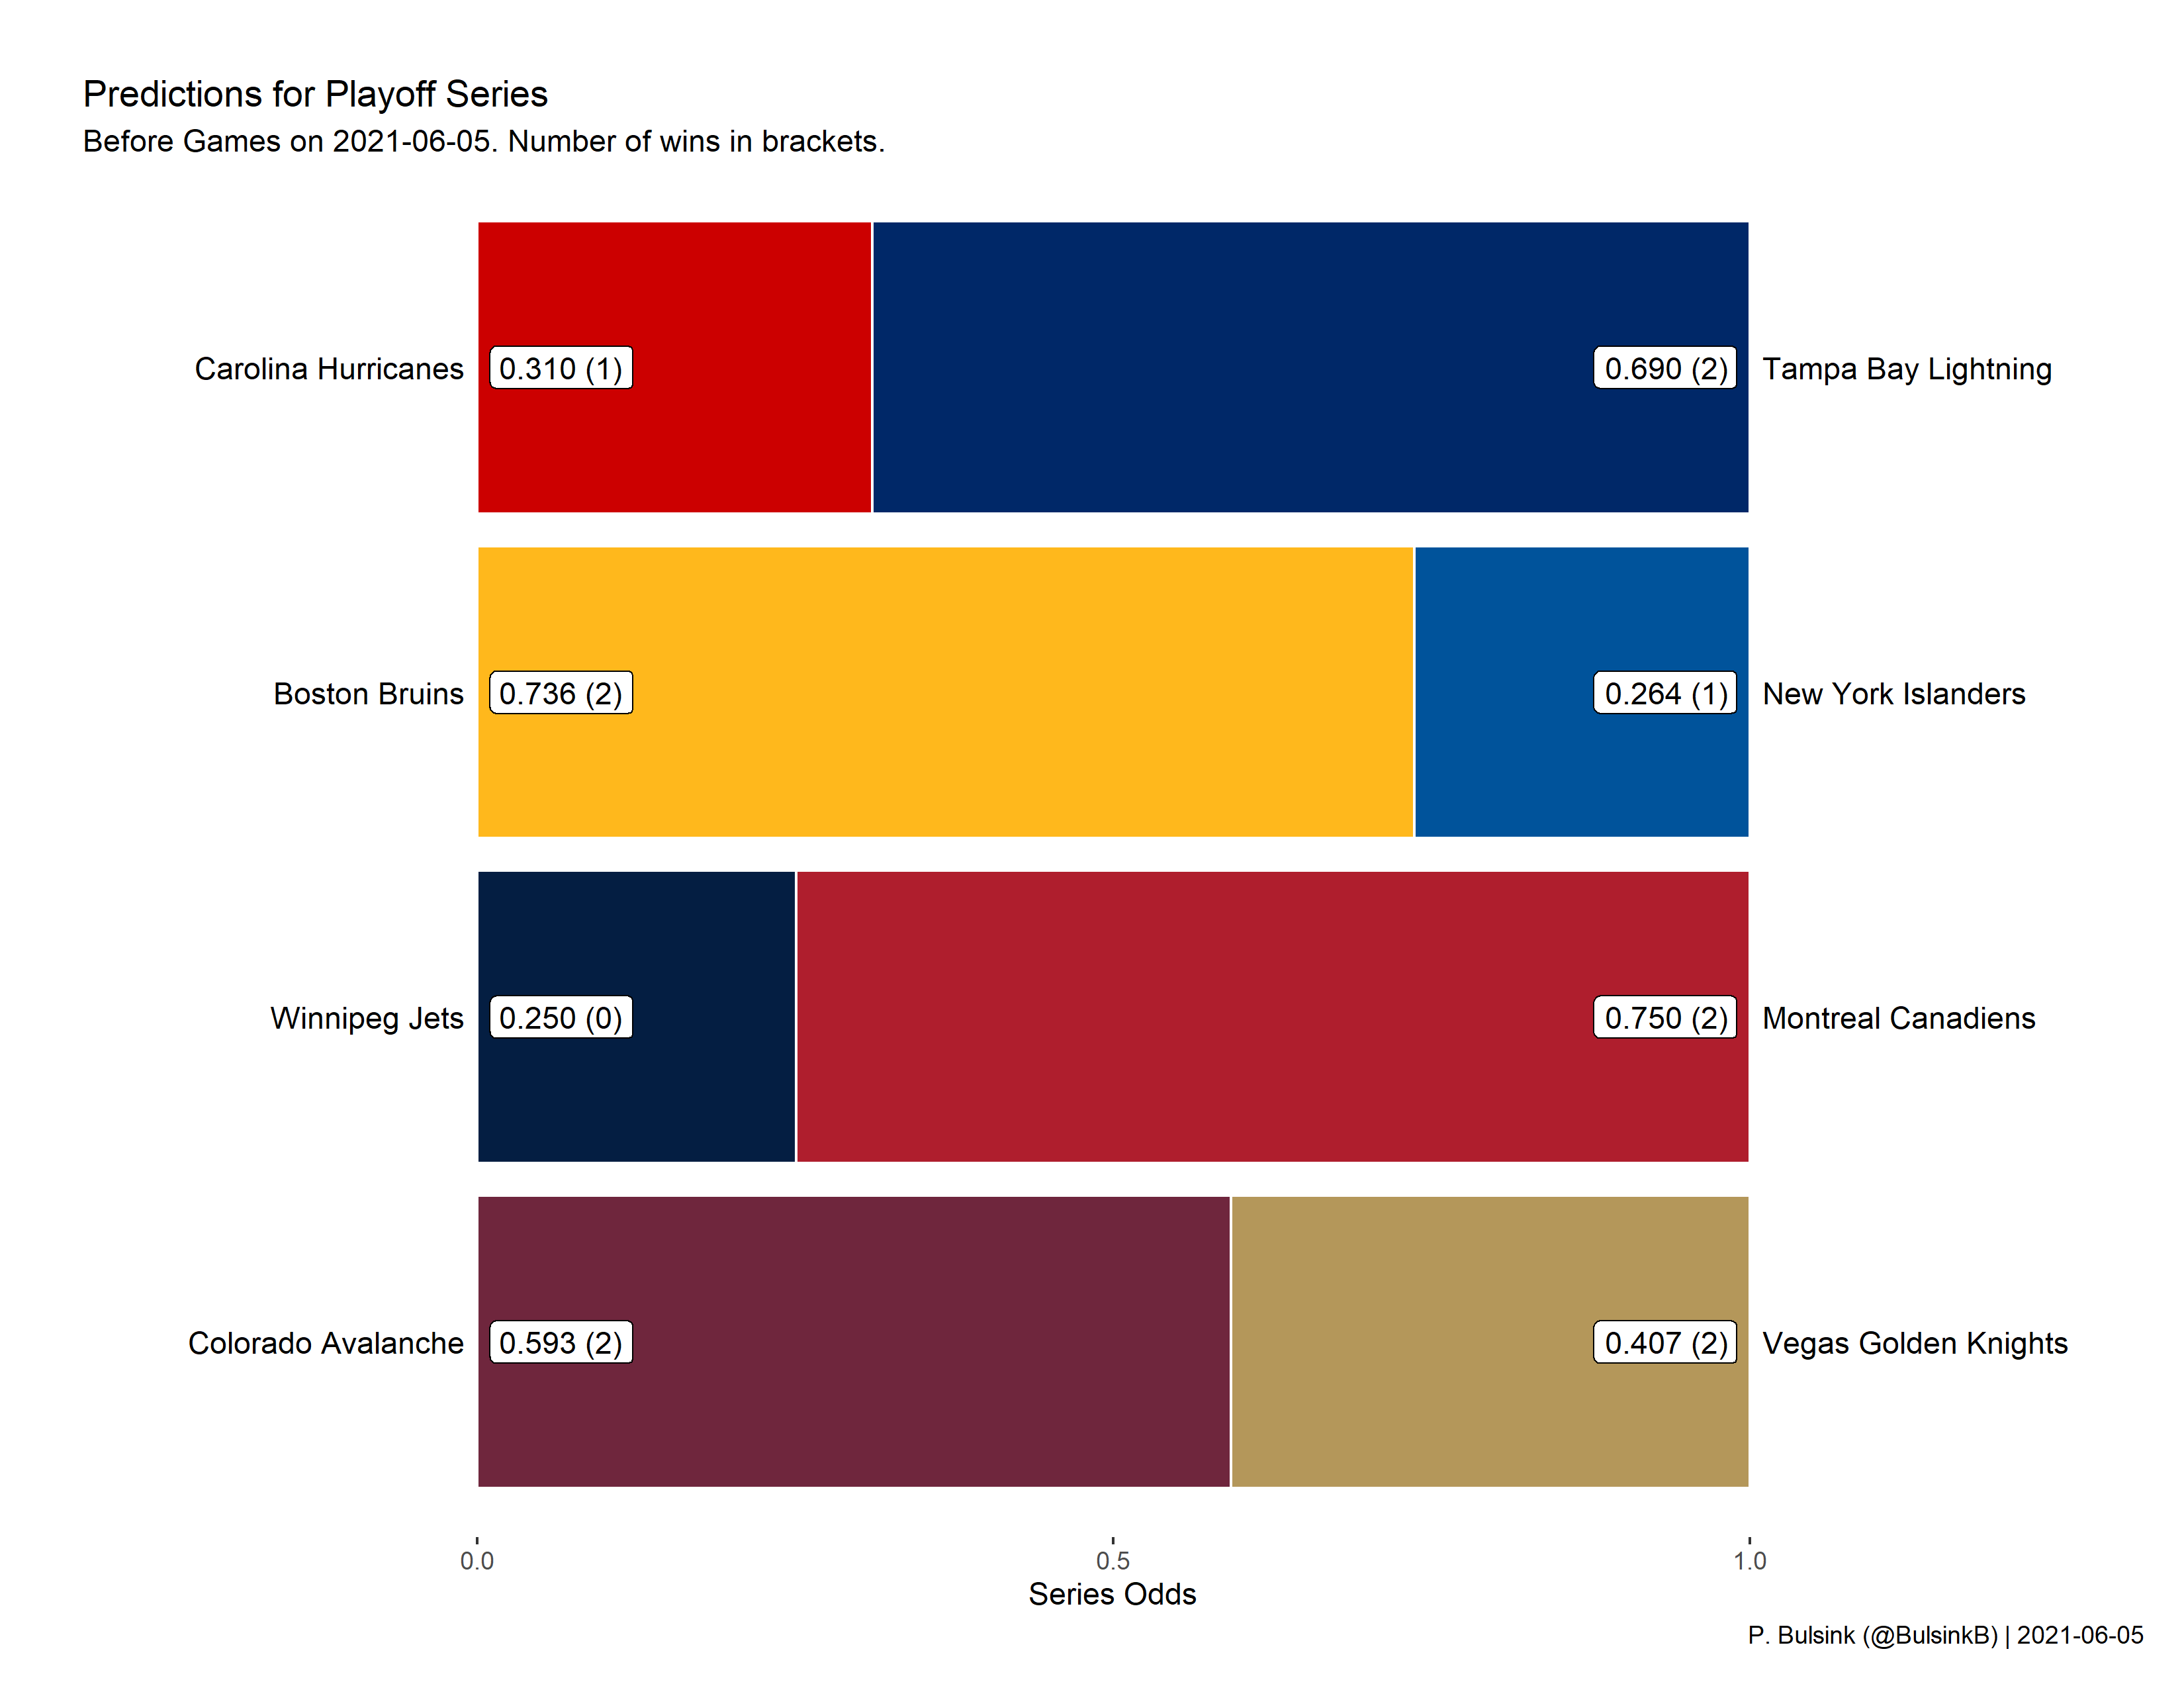 Predictions for Playoff Series
Before Games on 2021-06-05. Number of wins in brackets.
Carolina Hurricanes 0.310 (1) 0.690 (2) Tampa Bay Lightning
Boston Bruins 0.736 (2) 0.264 (1) New York Islanders
Winnipeg Jets 0.250 (0) 0.750 (2) Montreal Canadiens
Colorado Avalanche 0.593 (2) 0.407 (2) Vegas Golden Knights
0.0 0.5 1.0
Series Odds
P. Bulsink (@BulsinkB) | 2021-06-05